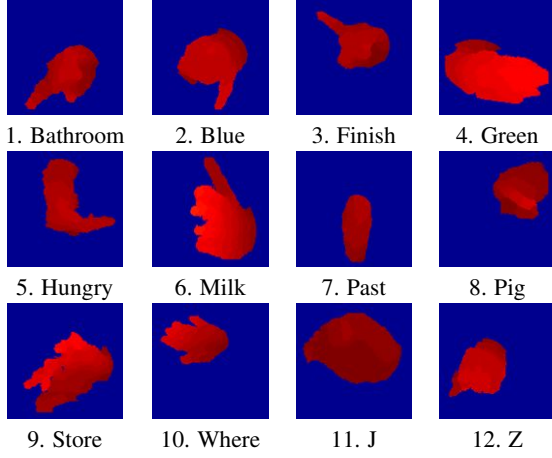 1. Bathroom 2. Blue 3. Finish 4. Green
5. Hungry 6. Milk 7. Past 8. Pig
9. Store 10. Where 11. J 12. Z